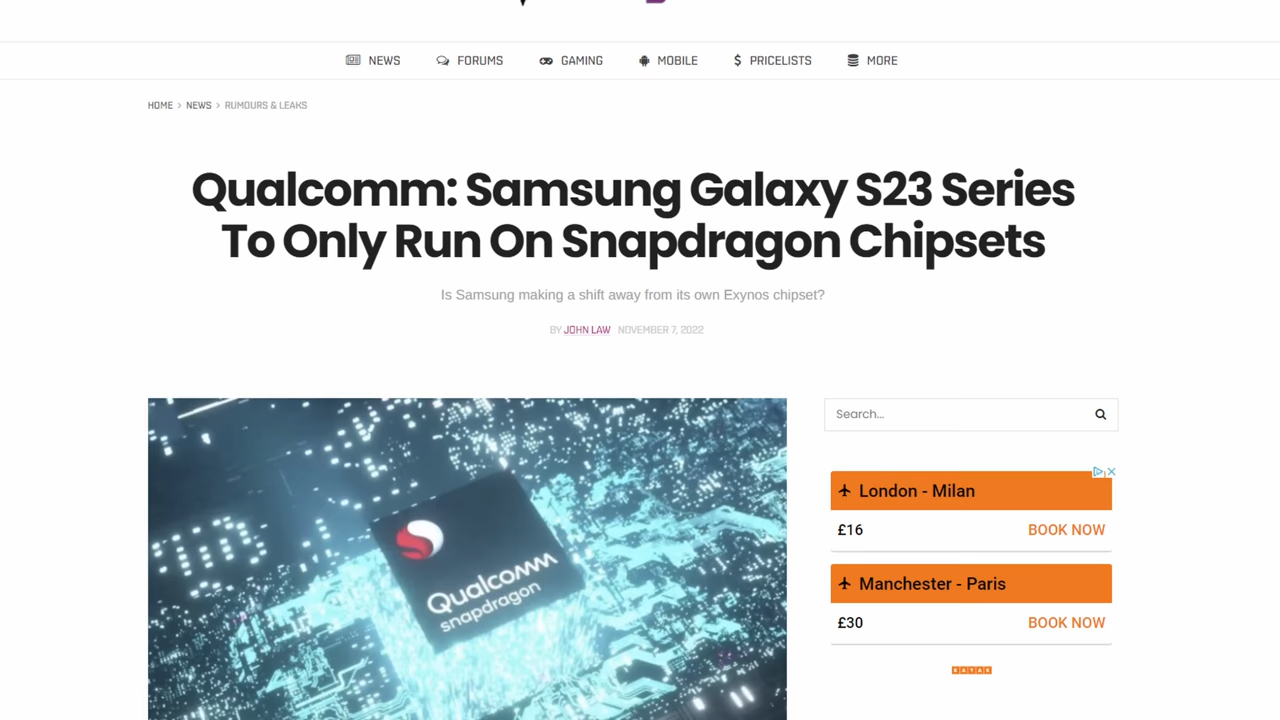 NEWS FORUMS GAMING MOBILE PRICELISTS MORE
HOME > NEWS > RUMOURS & LEAKS
Qualcomm: Samsung Galaxy S23 Series
To Only Run On Snapdragon Chipsets
Is Samsung making a shift away from its own Exynos chipset?
BY JOHN LAW NOVEMBER 7, 2022
Qualcomm
snapdragon
Search...
London - Milan
£16 BOOK NOW
Manchester - Paris
£30 BOOK NOW
KAYAK